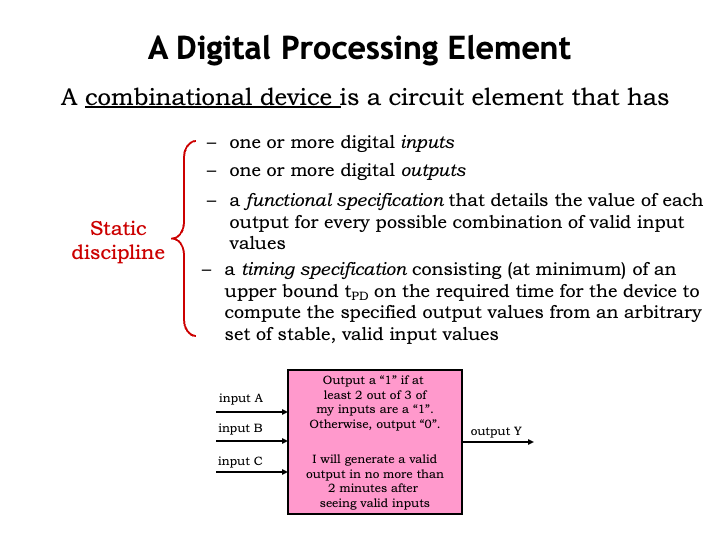 A Digital Processing Element
A combinational device is a circuit element that has
– one or more digital inputs
– one or more digital outputs
– a functional specification that details the value of each
output for every possible combination of valid input
values
Static
discipline
– a timing specification consisting (at minimum) of an
upper bound tPD on the required time for the device to
compute the specified output values from an arbitrary
set of stable, valid input values
input A
input B
input C
Output a “1” if at
least 2 out of 3 of
my inputs are a “1”.
Otherwise, output “0”.
I will generate a valid
output in no more than
2 minutes after
seeing valid inputs
output Y